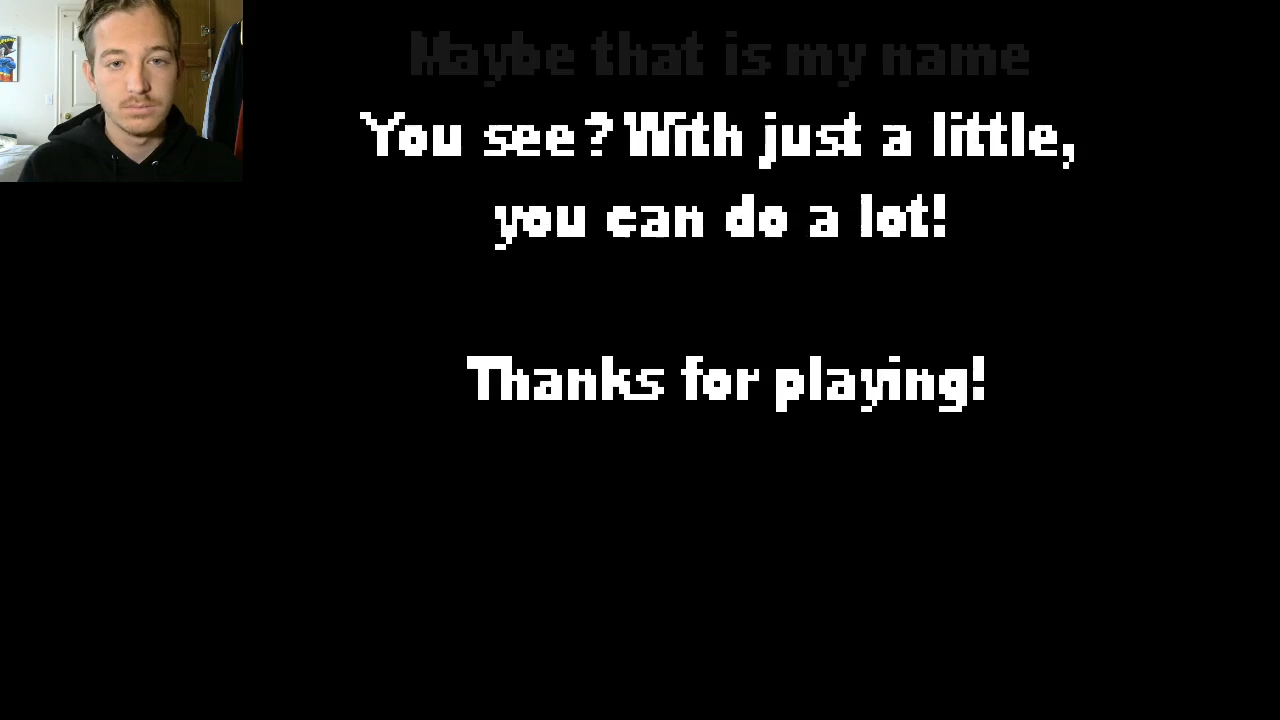 Maybe that is my name
You see? With just a little,
you can do a lot!
Thanks for playing!